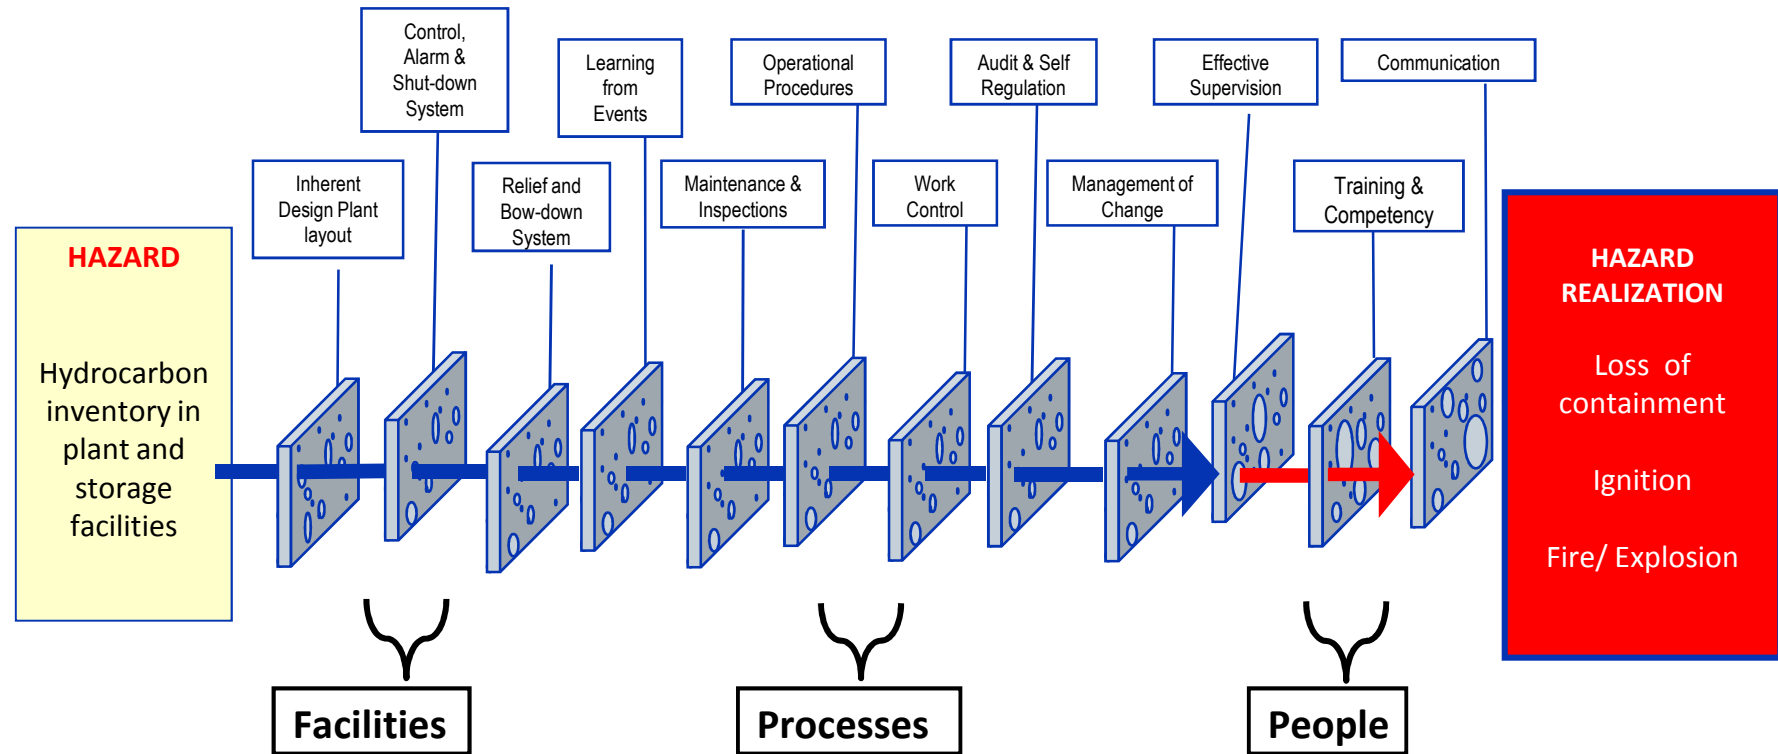 HAZARD
Hydrocarbon
inventory in
plant and
storage
facilities
Inherent
Design Plant
layout
Control,
Alarm &
Shut-down
System
Relief and
Bow-down
System
Learning
from
Events
Maintenance &
Inspections
Operational
Procedures
Work
Control
Audit & Self
Regulation
Management of
Change
Effective
Supervision
Training &
Competency
Communication
HAZARD
REALIZATION
Loss of
containment
Ignition
Fire/ Explosion
Facilities
Processes
People